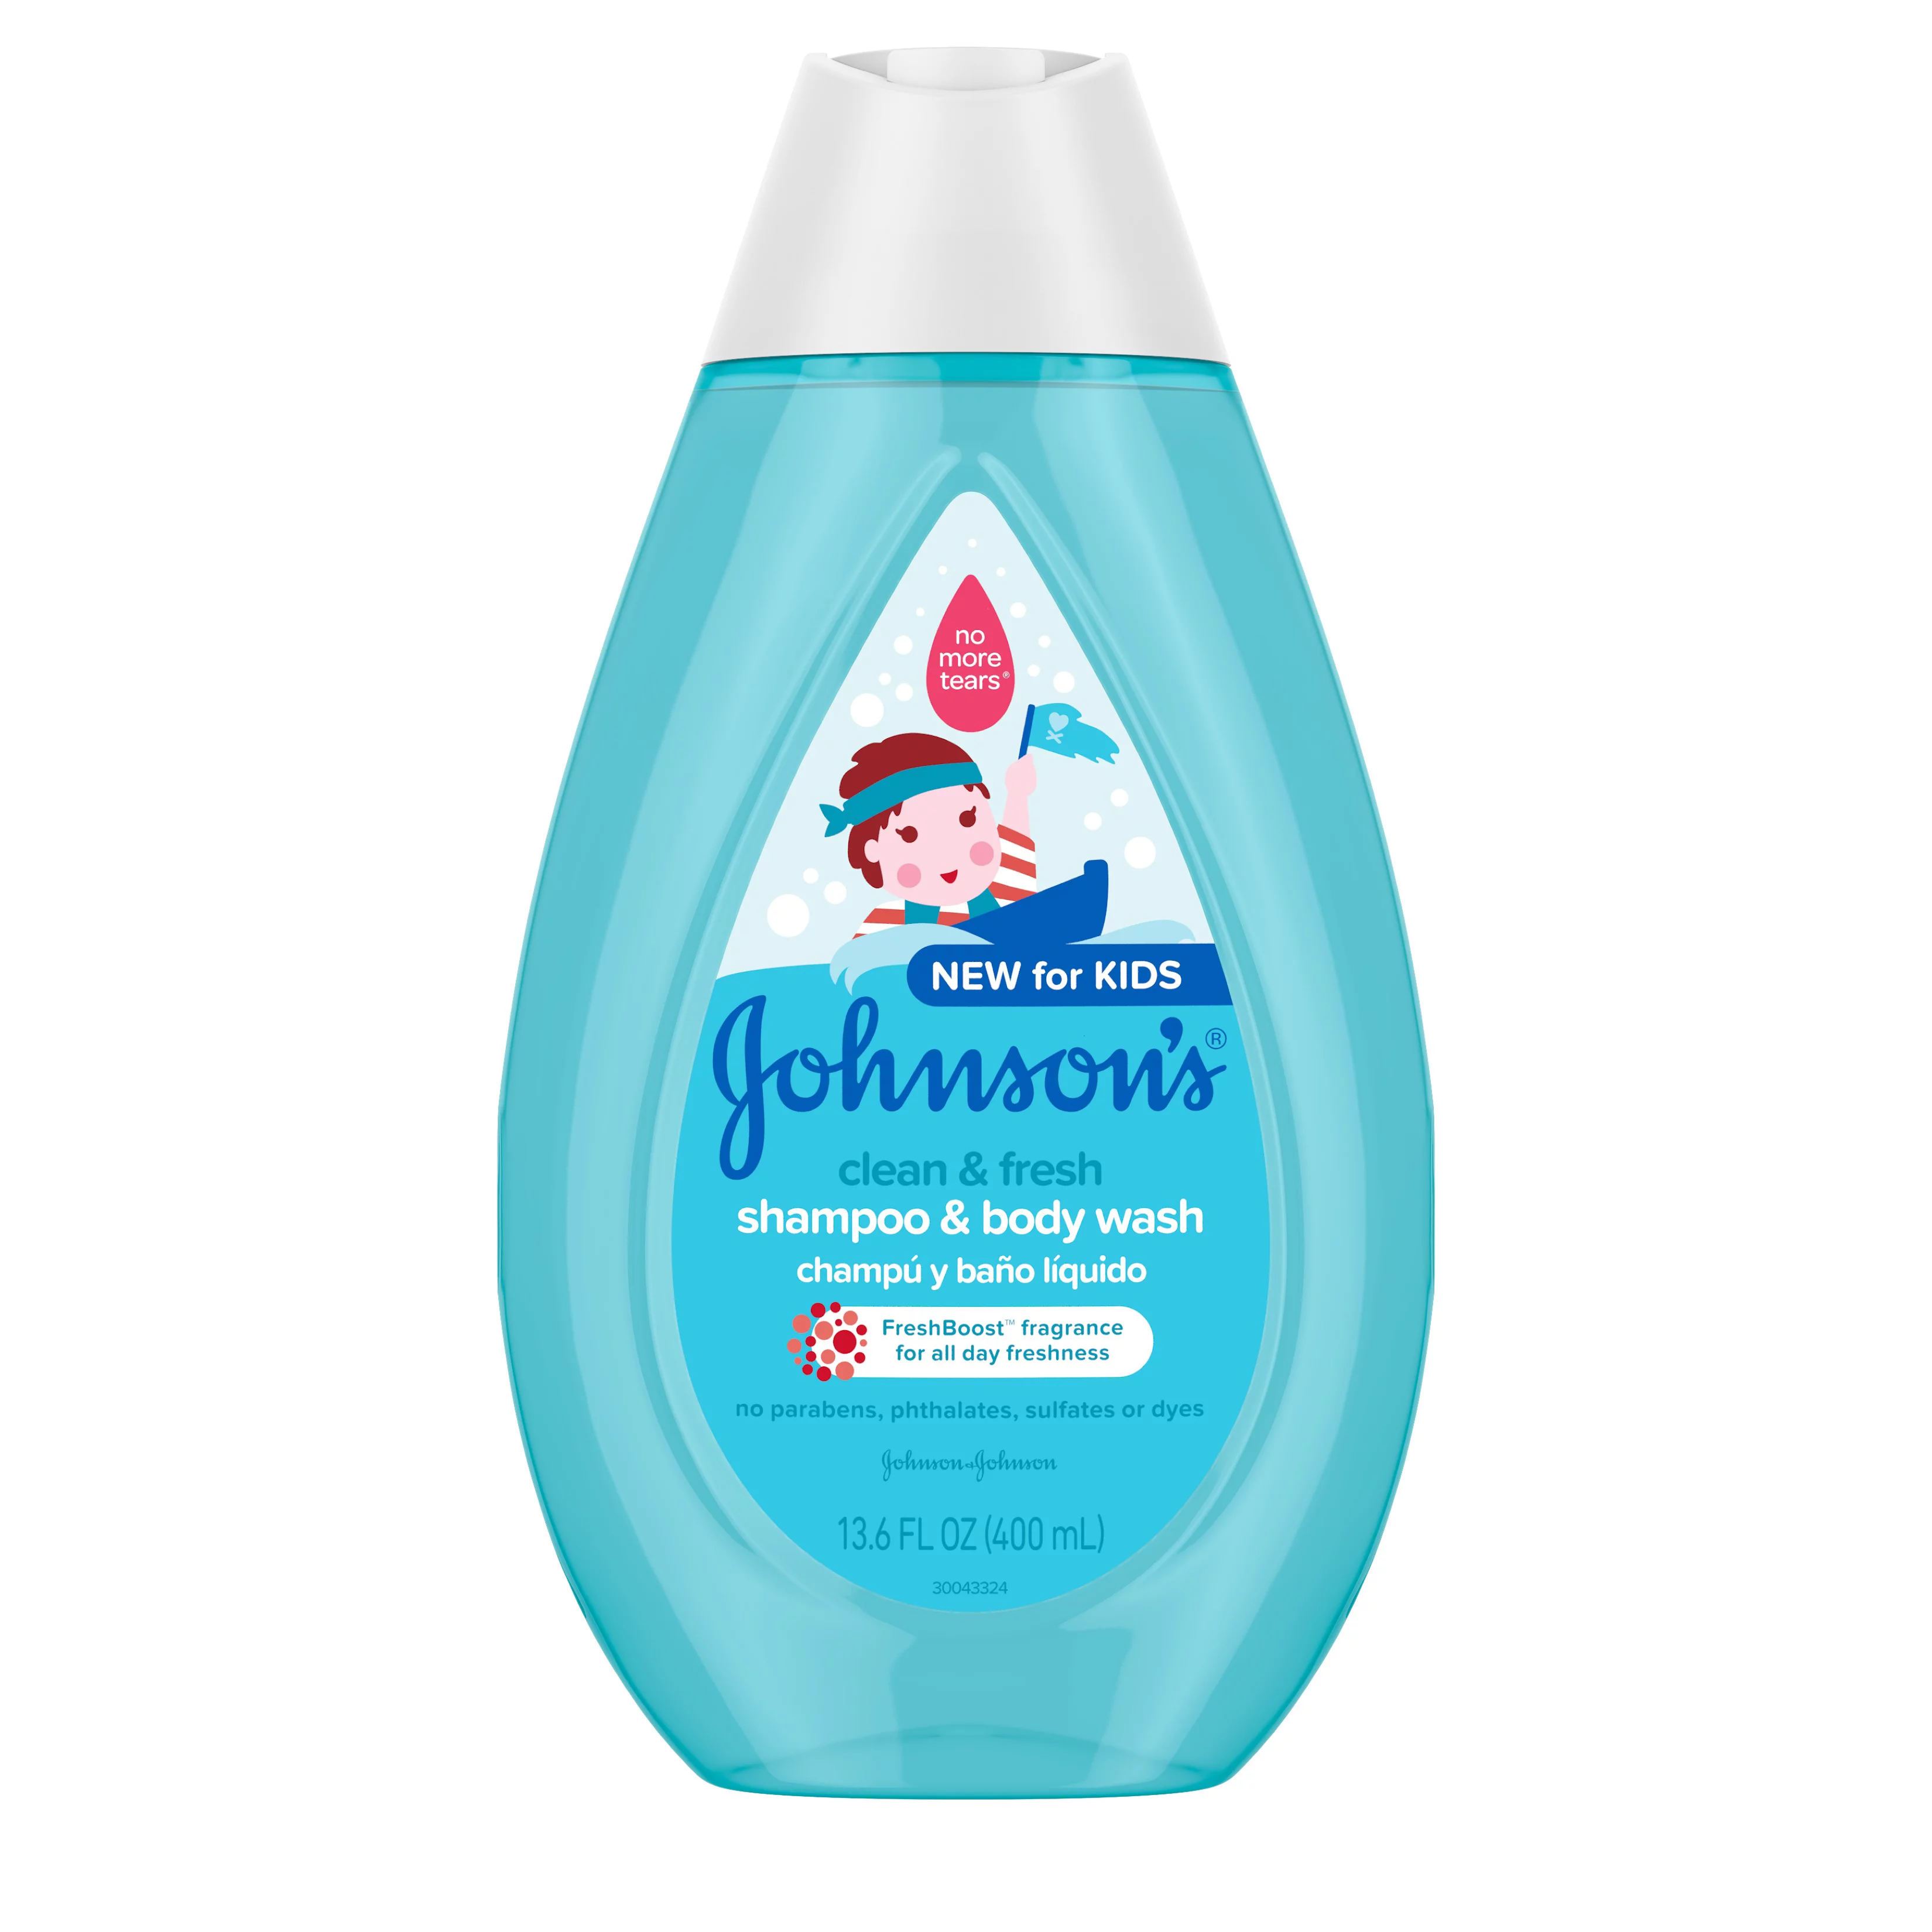 no
more
tears®
NEW for KIDS
Johnson's®
clean & fresh
shampoo & body wash
champú y baño líquido
FreshBoost™ fragrance
for all day freshness
no parabens, phthalates, sulfates or dyes
Johnson & Johnson
13.6 FL OZ (400 mL)
30043324